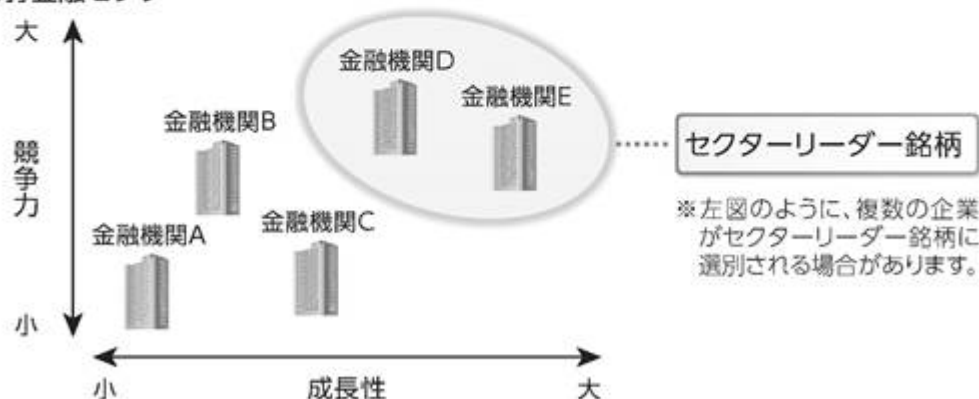 大
金融機関D
金融機関E
金融機関B
競争力
セクターリーダー銘柄
※左図のように、複数の企業
がセクターリーダー銘柄に
選別される場合があります。
金融機関A
金融機関C
小
小
成長性
大